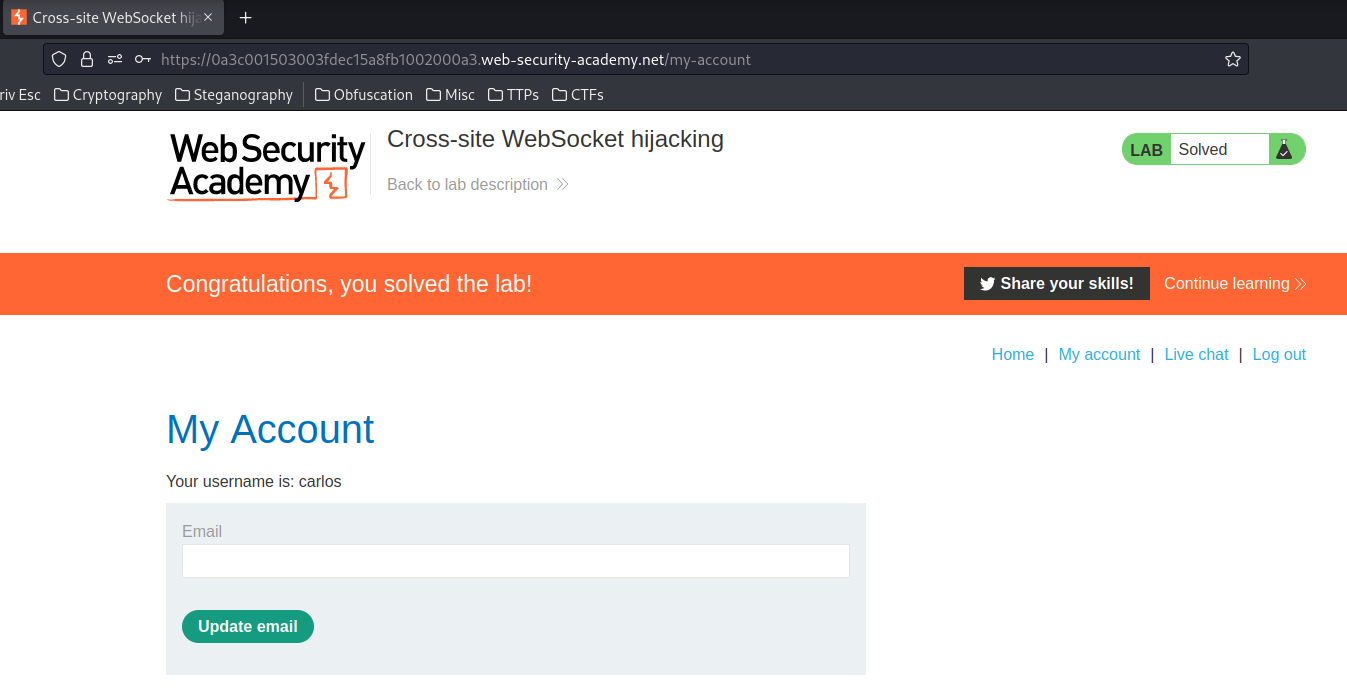 Cross-site WebSocket hija
https://0a3c001503003fdec15a8fb1002000a3.web-security-academy.net/my-account
riv Esc Cryptography Steganography Obfuscation Misc TTPs CTFs
Web Security
Academy
Cross-site WebSocket hijacking
Back to lab description
LAB Solved
Congratulations, you solved the lab!
Share your skills! Continue learning
Home | My account | Live chat | Log out
My Account
Your username is: carlos
Email
Update email